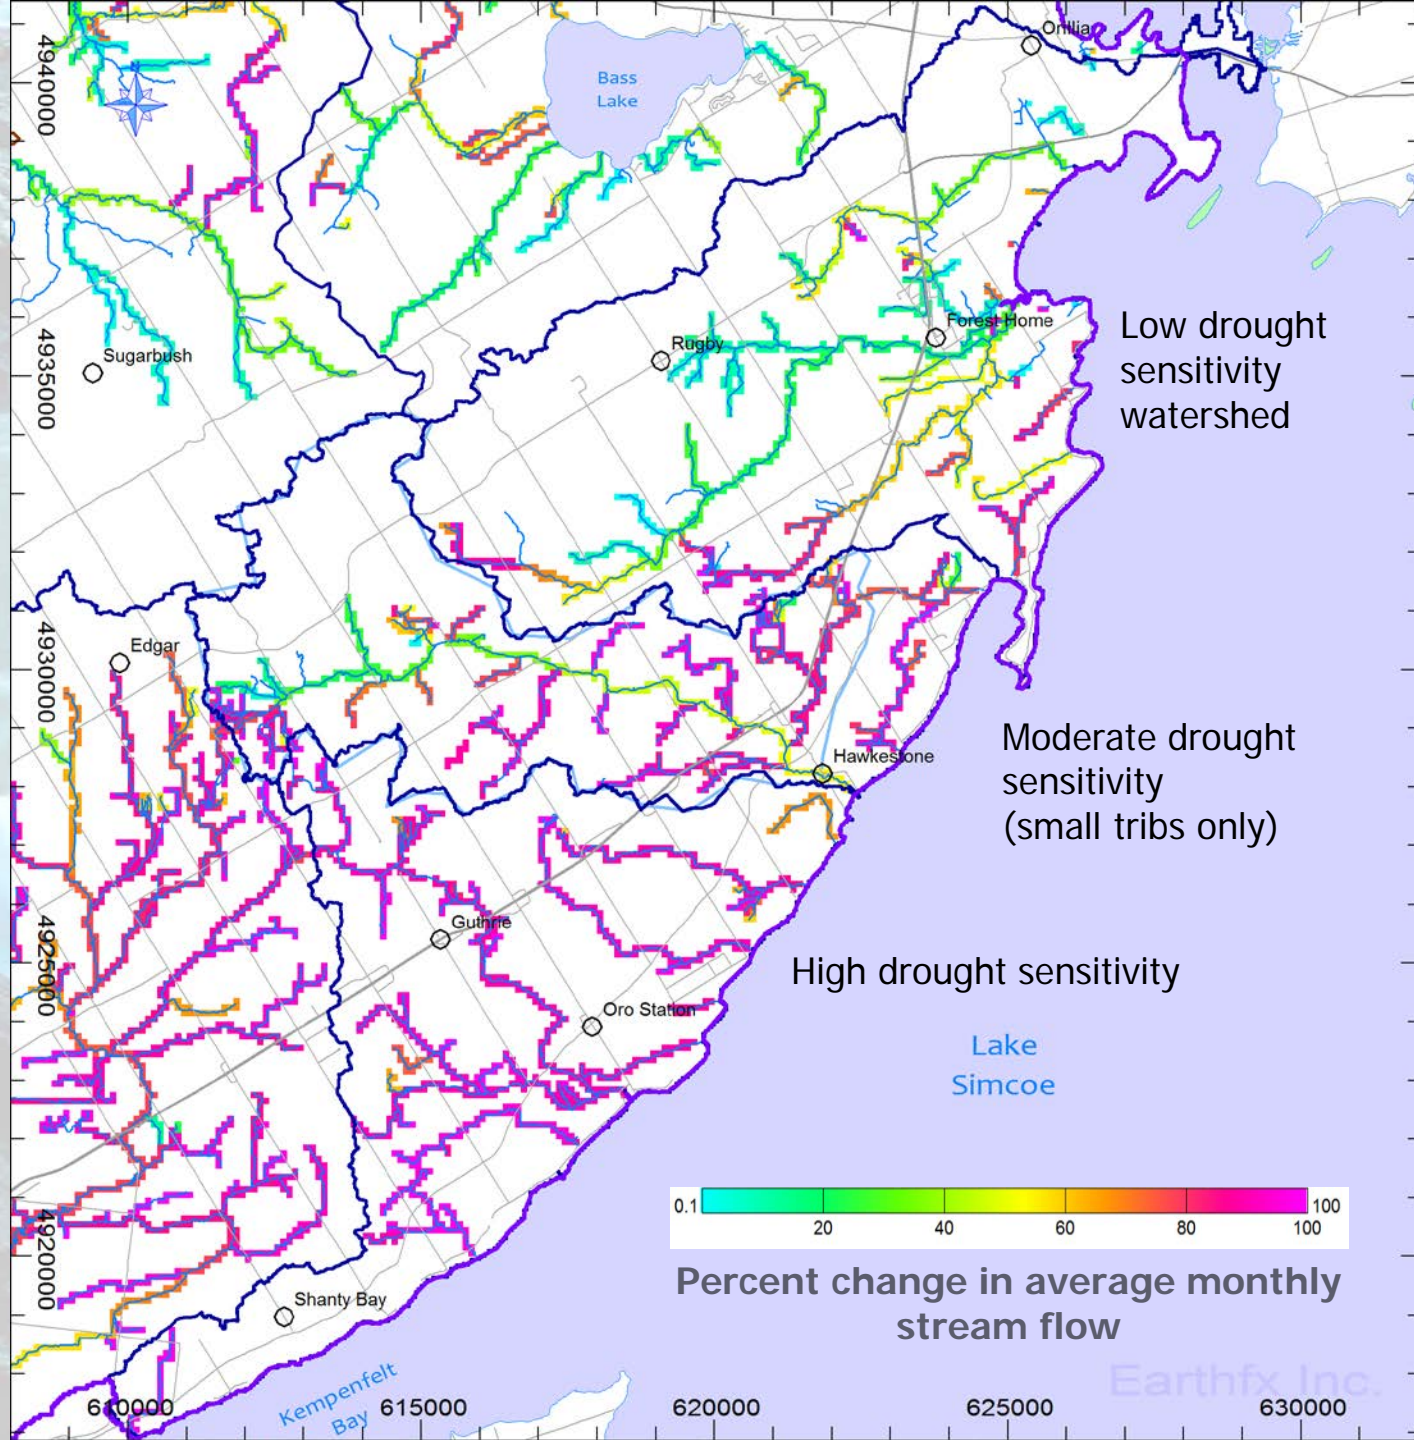 Orillia
4940000
Bass
Lake
Forest Home
Low drought
sensitivity
watershed
Rugby
Sugarbush
4935000
Edgar
4930000
Hawkestone
Moderate drought
sensitivity
(small tribs only)
Guthrie
4925000
High drought sensitivity
Oro Station
Lake
Simcoe
0.1 100
20 40 60 80 100
4920000
Percent change in average monthly
stream flow
Shanty Bay
Kempenfelt
Bay
Earthfx Inc.
610000 615000 620000 625000 630000